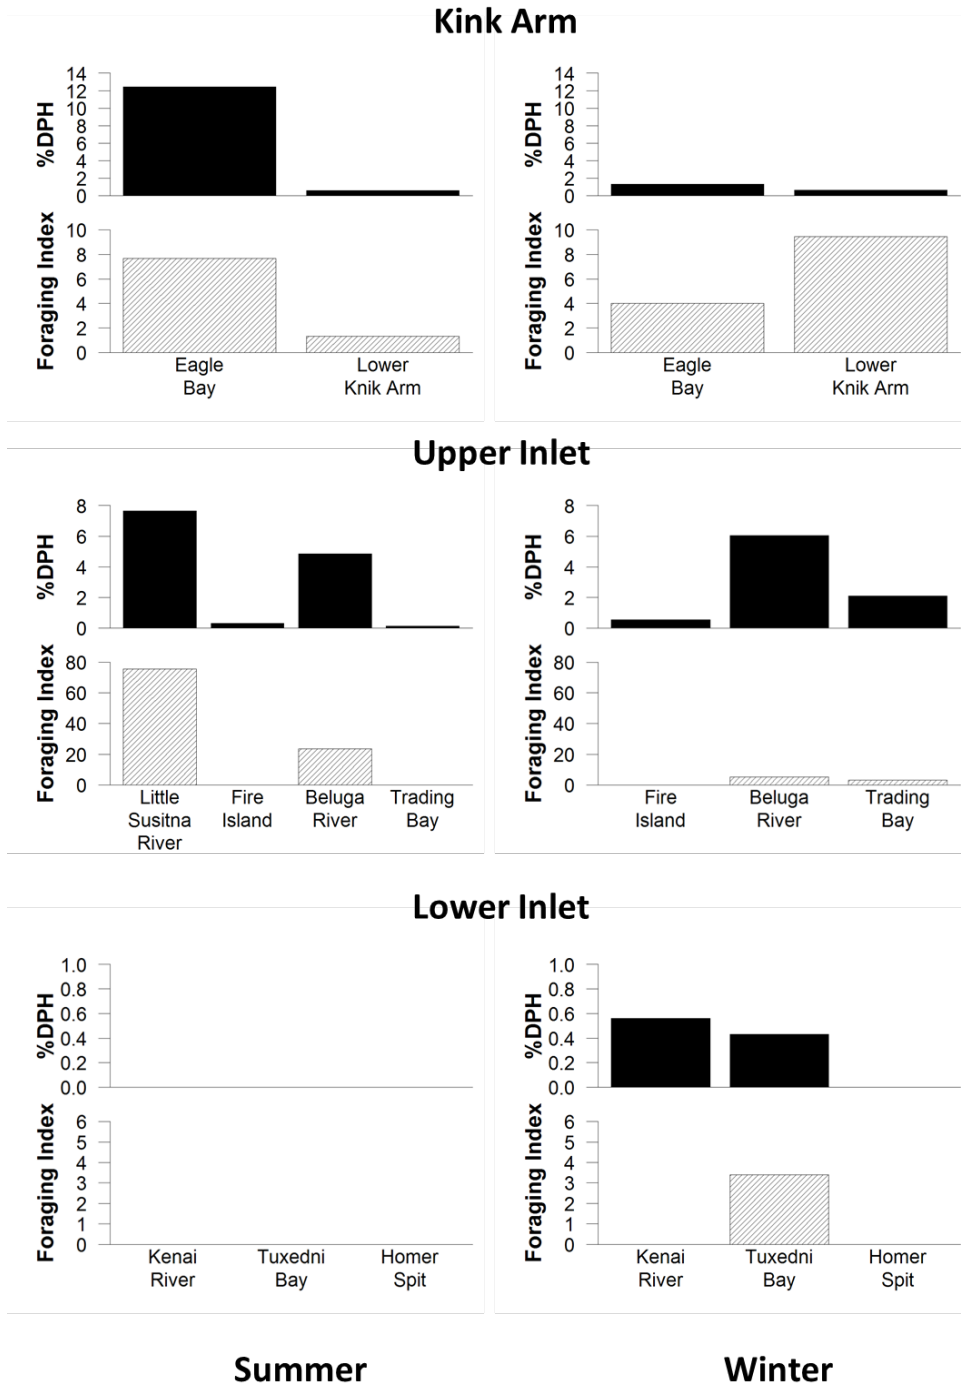 Kink Arm
%DPH
14
12
10
8
6
4
2
0
Foraging Index
10
8
6
4
2
0
Eagle
Bay
Lower
Knik Arm
%DPH
14
12
10
8
6
4
2
0
Foraging Index
10
8
6
4
2
0
Eagle
Bay
Lower
Knik Arm
Upper Inlet
%DPH
8
6
4
2
0
Foraging Index
80
60
40
20
0
Little
Susitna
River
Fire
Island
Beluga
River
Trading
Bay
%DPH
8
6
4
2
0
Foraging Index
80
60
40
20
0
Fire
Island
Beluga
River
Trading
Bay
Lower Inlet
%DPH
1.0
0.8
0.6
0.4
0.2
0.0
Foraging Index
6
5
4
3
2
1
0
Kenai
River
Tuxedni
Bay
Homer
Spit
%DPH
1.0
0.8
0.6
0.4
0.2
0.0
Foraging Index
6
5
4
3
2
1
0
Kenai
River
Tuxedni
Bay
Homer
Spit
Summer
Winter